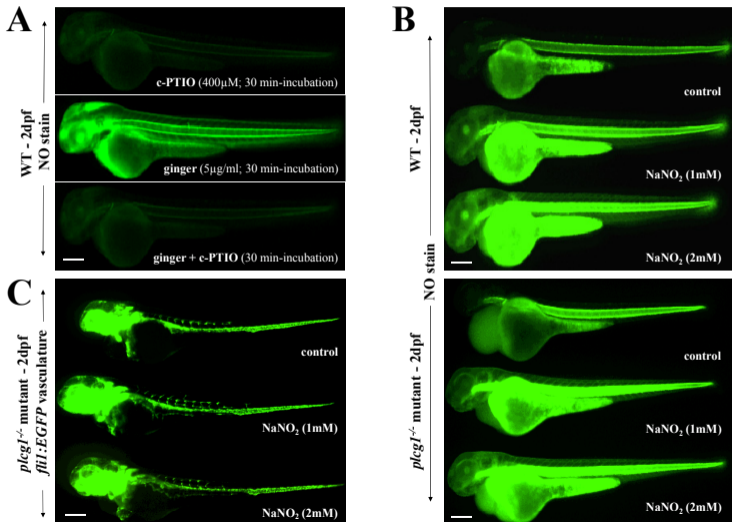 A
WT - 2dpf
NO stain
c-PTIO (400µM; 30 min-incubation)
ginger (5µg/ml; 30 min-incubation)
ginger + c-PTIO (30 min-incubation)
B
WT - 2dpf
NO stain
plcg1-/- mutant - 2dpf
control
NaNO₂ (1mM)
NaNO₂ (2mM)
control
NaNO₂ (1mM)
NaNO₂ (2mM)
C
plcg1-/- mutant - 2dpf
fli1:EGFP vasculature
control
NaNO₂ (1mM)
NaNO₂ (2mM)